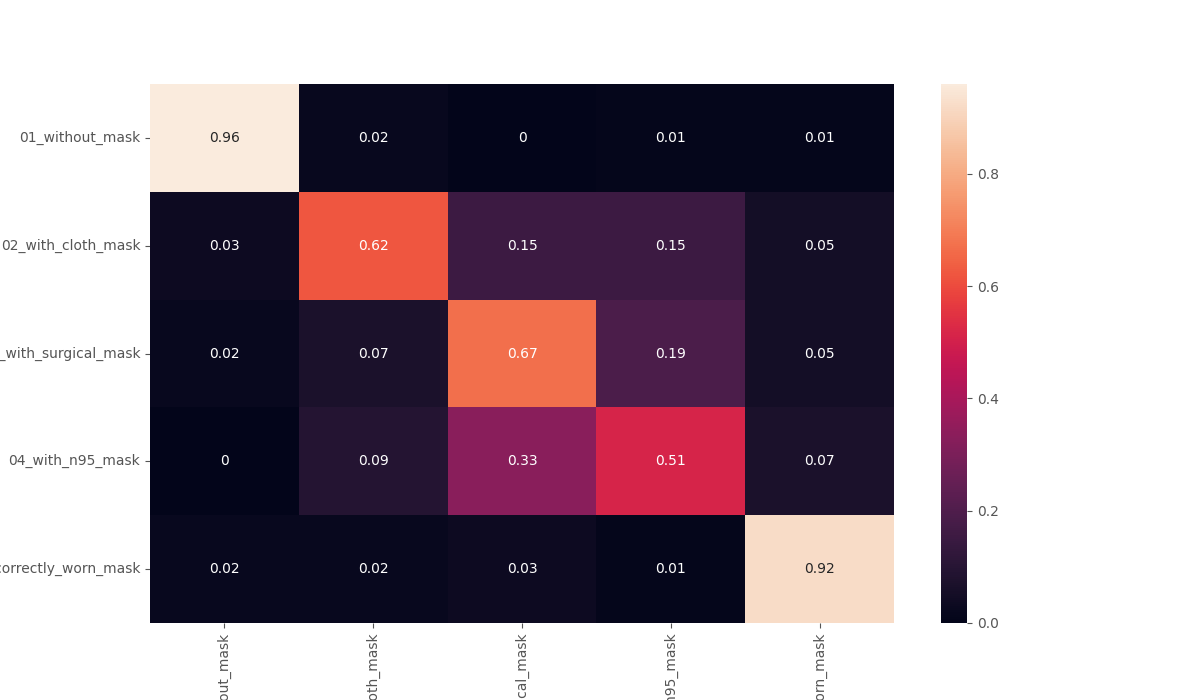 01_without_mask 0.96 0.02 0 0.01 0.01
0.8
02_with_cloth_mask 0.03 0.62 0.15 0.15 0.05
0.6
_with_surgical_mask 0.02 0.07 0.67 0.19 0.05
0.4
04_with_n95_mask 0 0.09 0.33 0.51 0.07
0.2
correctly_worn_mask 0.02 0.02 0.03 0.01 0.92
0.0
out_mask
oth_mask
cal_mask
n95_mask
orn_mask